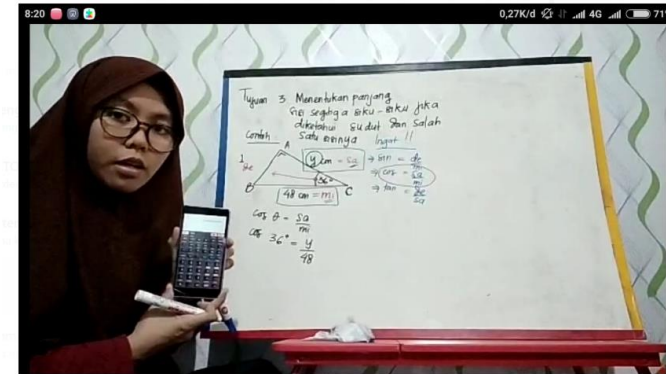 8:20
0,27K/d 4G 71
Tujuan 3 Menentukan panjang
sisi segitiga siku-siku jika
diketahui sudut dan salah
satu sisinya
Contoh: Ingat !!
A
y cm = sa
→ sin = de/mi
→ cos = sa/mi
→ tan = de/sa
de
36°
B C
48 cm = mi
cos θ = sa/mi
cos 36° = y/48